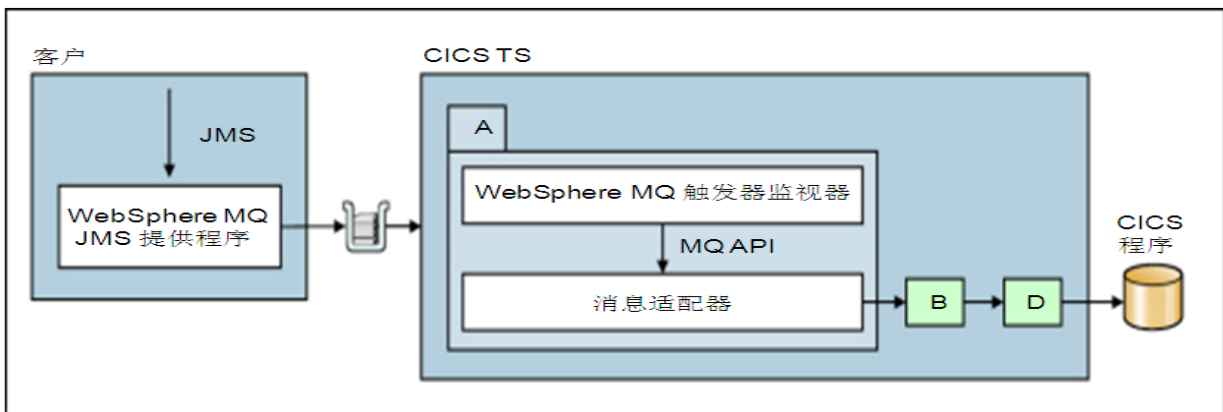 客户
JMS
WebSphere MQ
JMS 提供程序
CICS TS
A
WebSphere MQ 触发器监视器
MQ API
消息适配器
B
D
CICS
程序